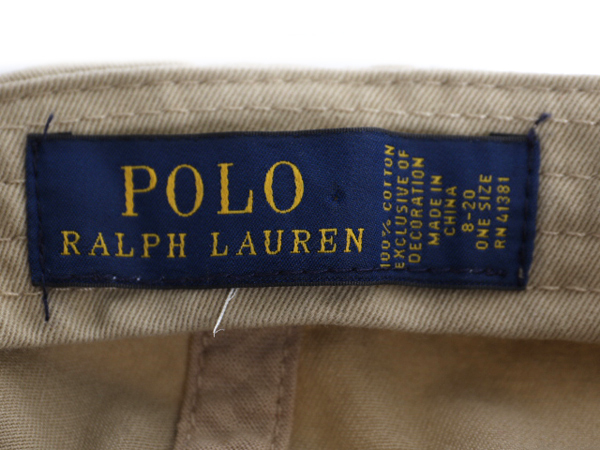 POLO
RALPH LAUREN
100% COTTON
EXCLUSIVE OF
DECORATION
MADE IN
CHINA
8-20
ONE SIZE
RN 41381